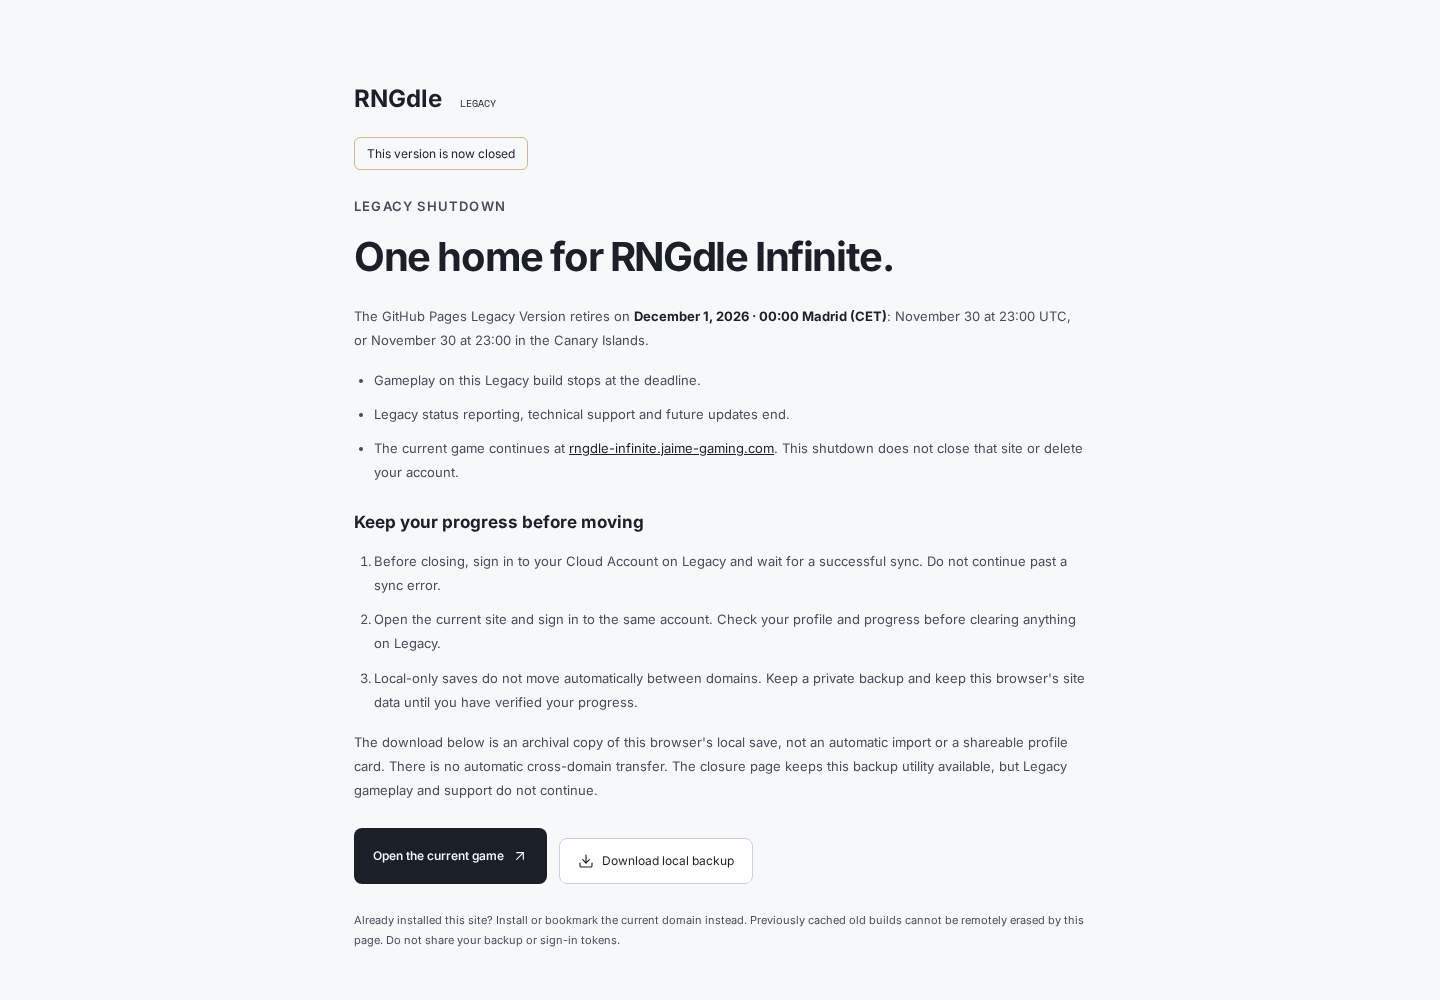 RNGdle LEGACY
This version is now closed
LEGACY SHUTDOWN
One home for RNGdle Infinite.
The GitHub Pages Legacy Version retires on December 1, 2026 · 00:00 Madrid (CET): November 30 at 23:00 UTC,
or November 30 at 23:00 in the Canary Islands.
• Gameplay on this Legacy build stops at the deadline.
• Legacy status reporting, technical support and future updates end.
• The current game continues at rngdle-infinite.jaime-gaming.com. This shutdown does not close that site or delete
your account.
Keep your progress before moving
1. Before closing, sign in to your Cloud Account on Legacy and wait for a successful sync. Do not continue past a
sync error.
2. Open the current site and sign in to the same account. Check your profile and progress before clearing anything
on Legacy.
3. Local-only saves do not move automatically between domains. Keep a private backup and keep this browser's site
data until you have verified your progress.
The download below is an archival copy of this browser's local save, not an automatic import or a shareable profile
card. There is no automatic cross-domain transfer. The closure page keeps this backup utility available, but Legacy
gameplay and support do not continue.
Open the current game
Download local backup
Already installed this site? Install or bookmark the current domain instead. Previously cached old builds cannot be remotely erased by this
page. Do not share your backup or sign-in tokens.